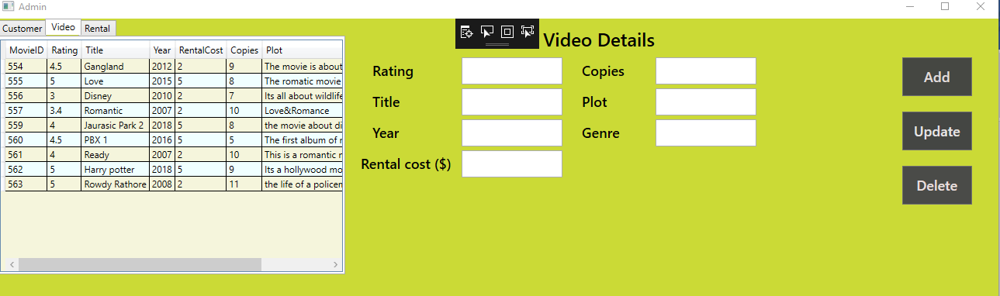 Admin
Customer Video Rental
Video Details
MovieID Rating Title Year RentalCost Copies Plot
554 4.5 Gangland 2012 2 9 The movie is about
555 5 Love 2015 5 8 The romatic movie
556 3 Disney 2010 2 7 Its all about wildlife
557 3.4 Romantic 2007 2 10 Love&Romance
559 4 Jaurasic Park 2 2018 5 8 the movie about di
560 4.5 PBX 1 2016 5 5 The first album of
561 4 Ready 2007 2 10 This is a romantic
562 5 Harry potter 2018 5 9 Its a hollywood mo
563 5 Rowdy Rathore 2008 2 11 the life of a policem
Rating Copies
Title Plot
Year Genre
Rental cost ($)
Add
Update
Delete